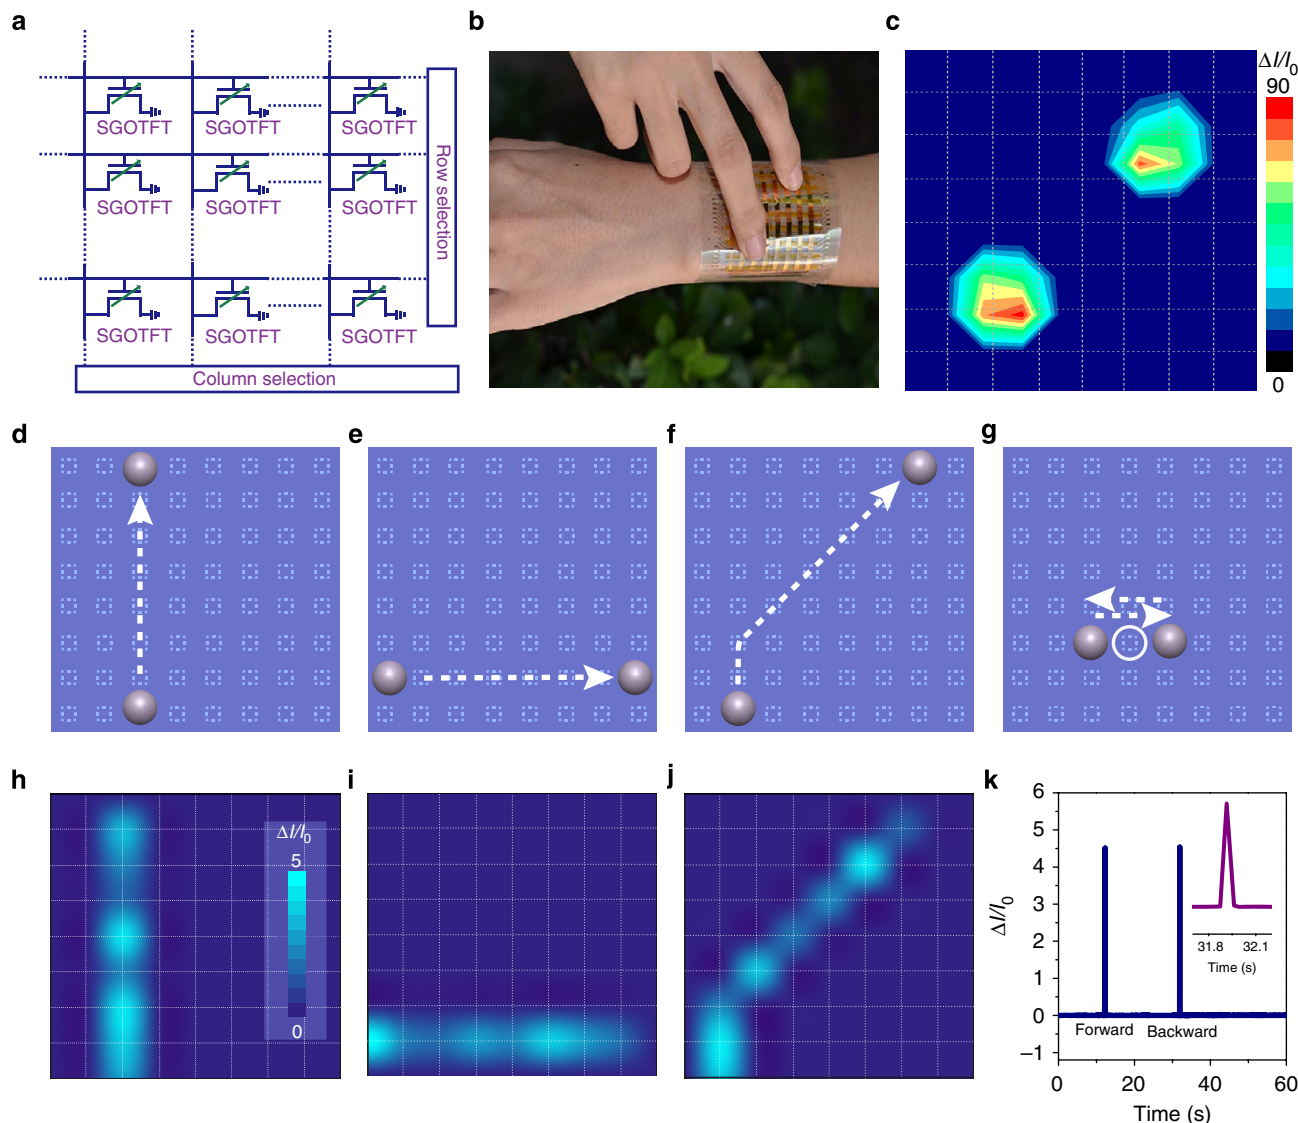 a
b
c
SGOTFT SGOTFT SGOTFT
SGOTFT SGOTFT SGOTFT
SGOTFT SGOTFT SGOTFT
Row selection
Column selection
ΔI/I0
90
0
d
e
f
g
h
i
j
k
ΔI/I0
5
0
ΔI/I0
6
5
4
3
2
1
0
−1
31.8 32.1
Time (s)
Forward Backward
0 20 40 60
Time (s)